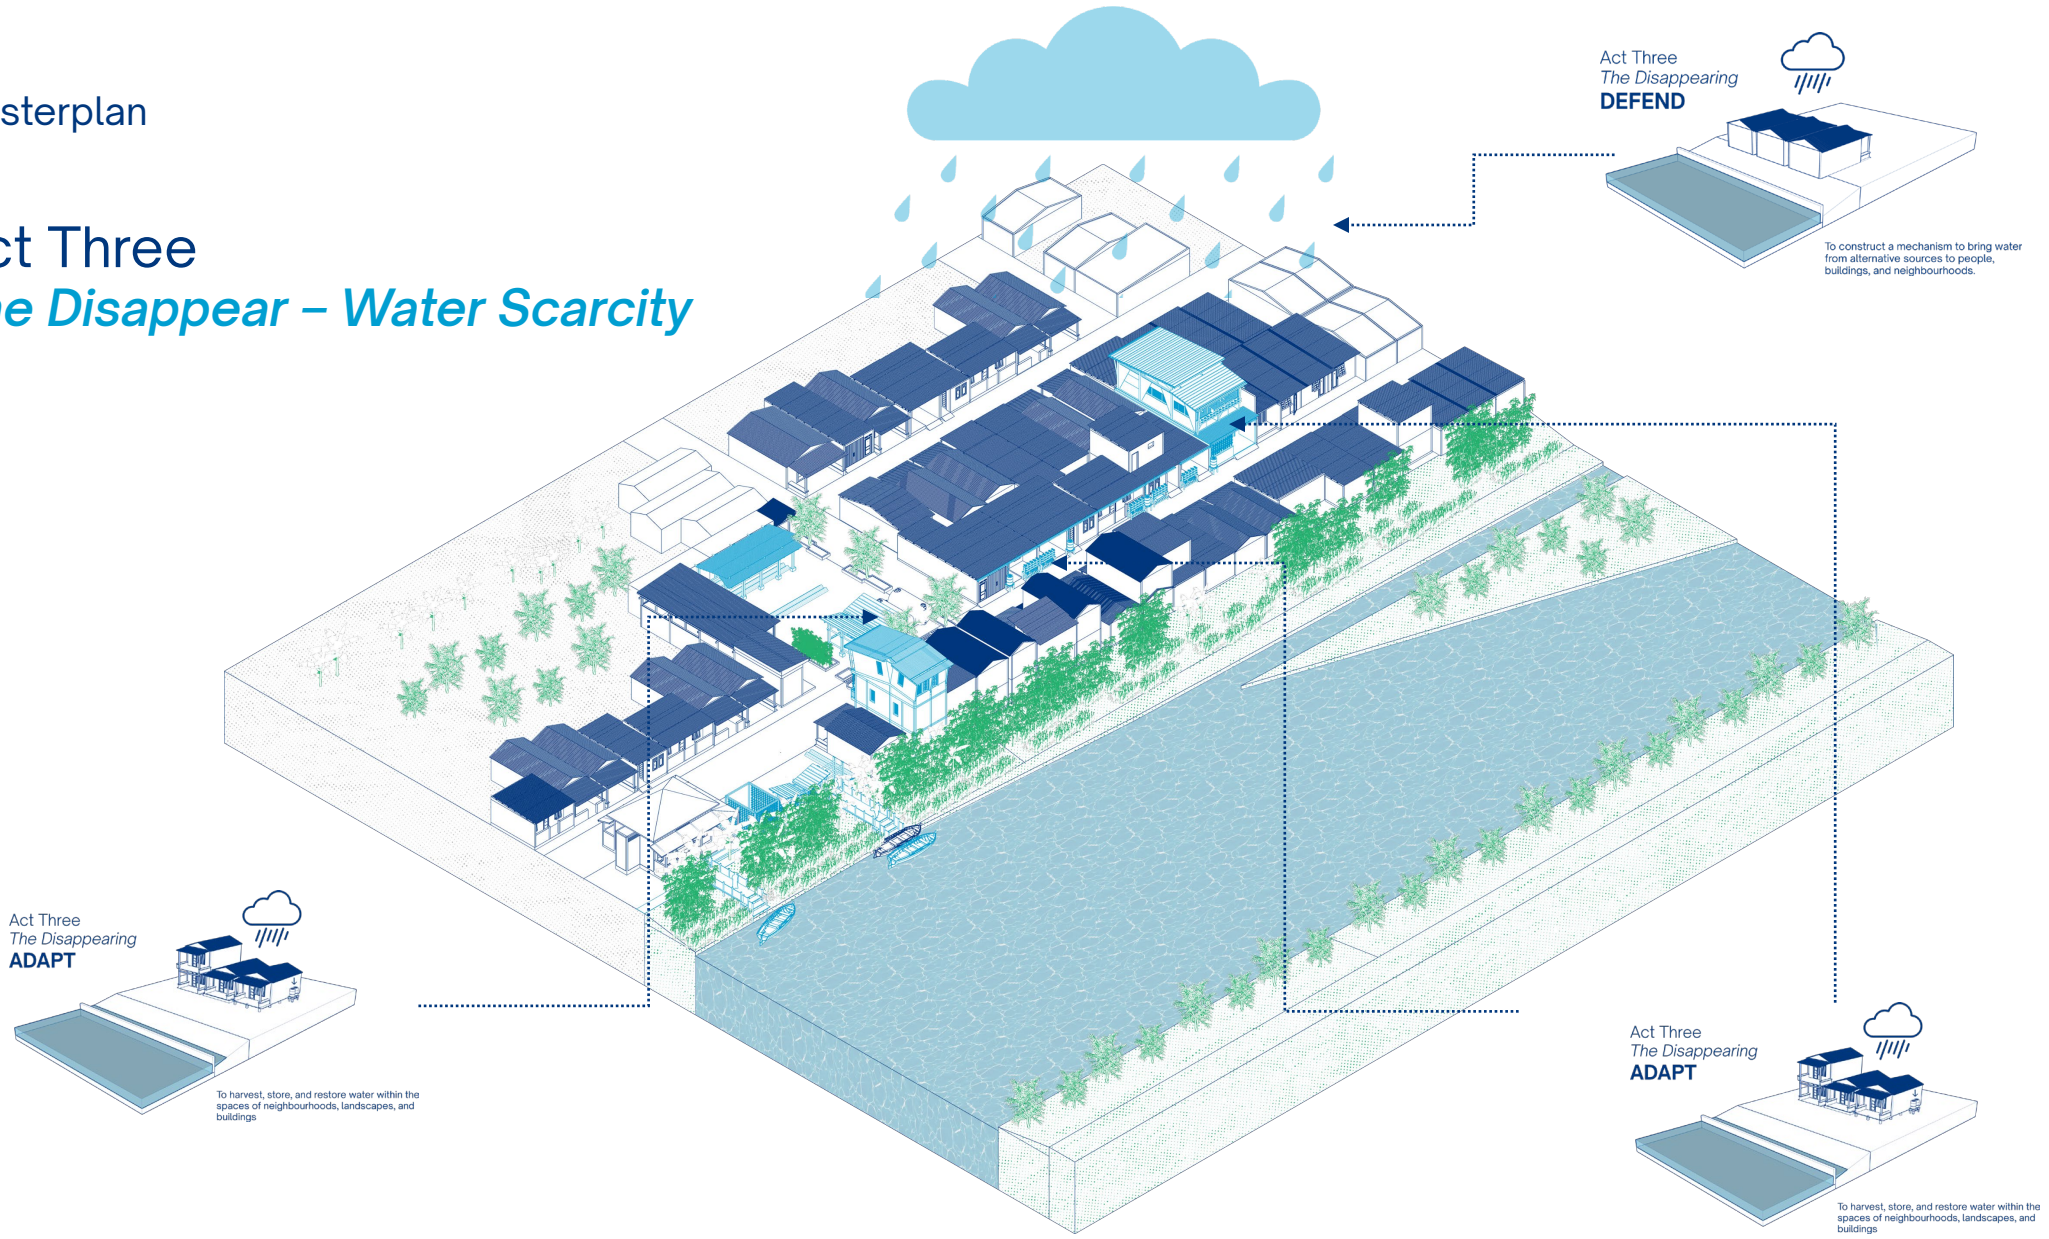 sterplan
ct Three
ne Disappear – Water Scarcity
Act Three
The Disappearing
DEFEND
To construct a mechanism to bring water
from alternative sources to people,
buildings, and neighbourhoods.
Act Three
The Disappearing
ADAPT
To harvest, store, and restore water within the
spaces of neighbourhoods, landscapes, and
buildings
Act Three
The Disappearing
ADAPT
To harvest, store, and restore water within the
spaces of neighbourhoods, landscapes, and
buildings